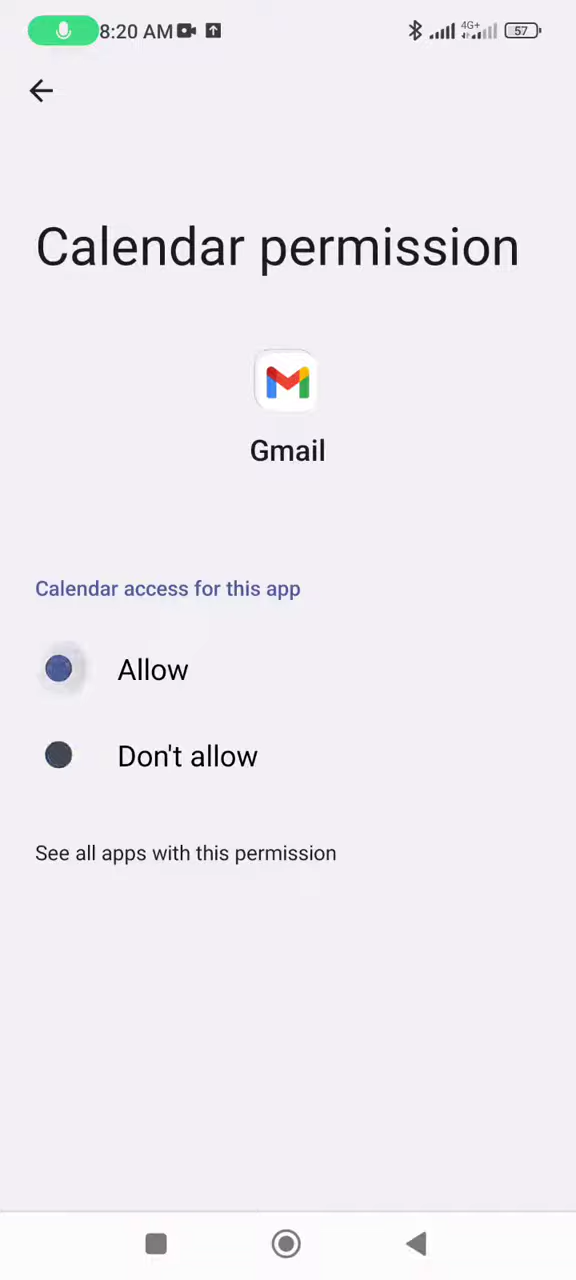 8:20 AM
4G+
57
Calendar permission
Gmail
Calendar access for this app
Allow
Don't allow
See all apps with this permission